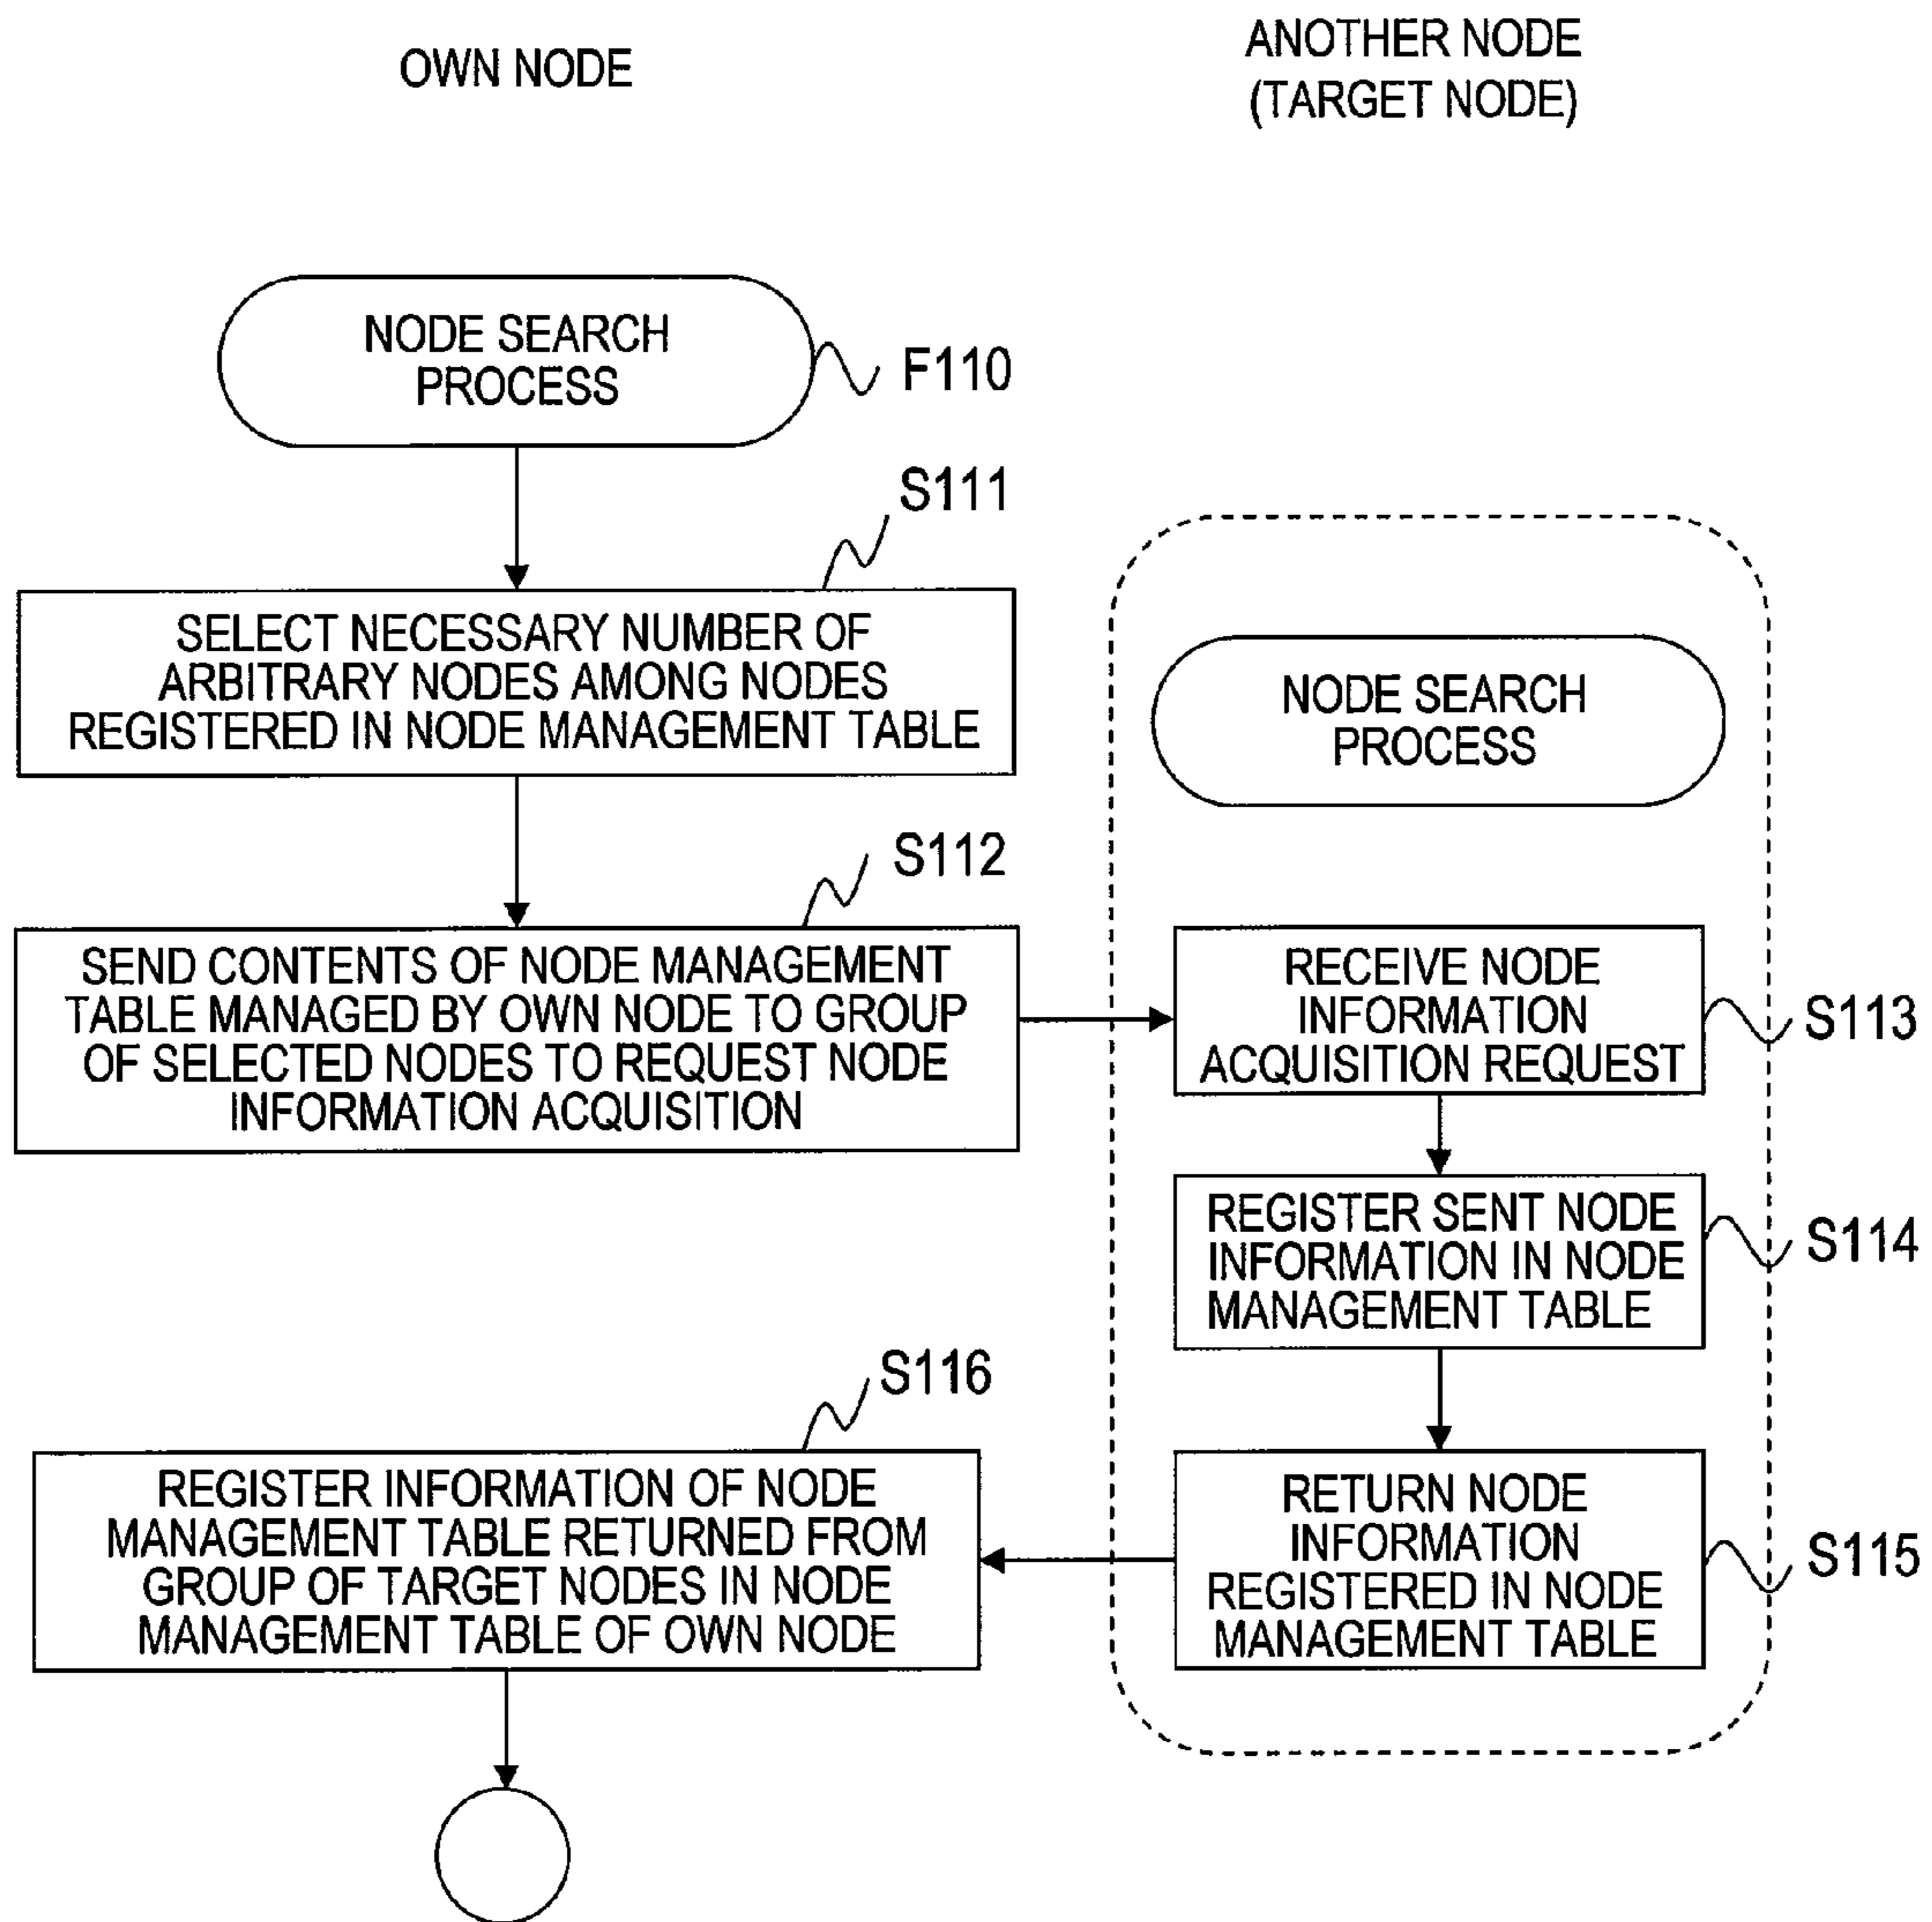 OWN NODE
ANOTHER NODE
(TARGET NODE)
NODE SEARCH
PROCESS
F110
S111
SELECT NECESSARY NUMBER OF
ARBITRARY NODES AMONG NODES
REGISTERED IN NODE MANAGEMENT TABLE
NODE SEARCH
PROCESS
S112
SEND CONTENTS OF NODE MANAGEMENT
TABLE MANAGED BY OWN NODE TO GROUP
OF SELECTED NODES TO REQUEST NODE
INFORMATION ACQUISITION
RECEIVE NODE
INFORMATION
ACQUISITION REQUEST
S113
REGISTER SENT NODE
INFORMATION IN NODE
MANAGEMENT TABLE
S114
RETURN NODE
INFORMATION
REGISTERED IN NODE
MANAGEMENT TABLE
S115
S116
REGISTER INFORMATION OF NODE
MANAGEMENT TABLE RETURNED FROM
GROUP OF TARGET NODES IN NODE
MANAGEMENT TABLE OF OWN NODE